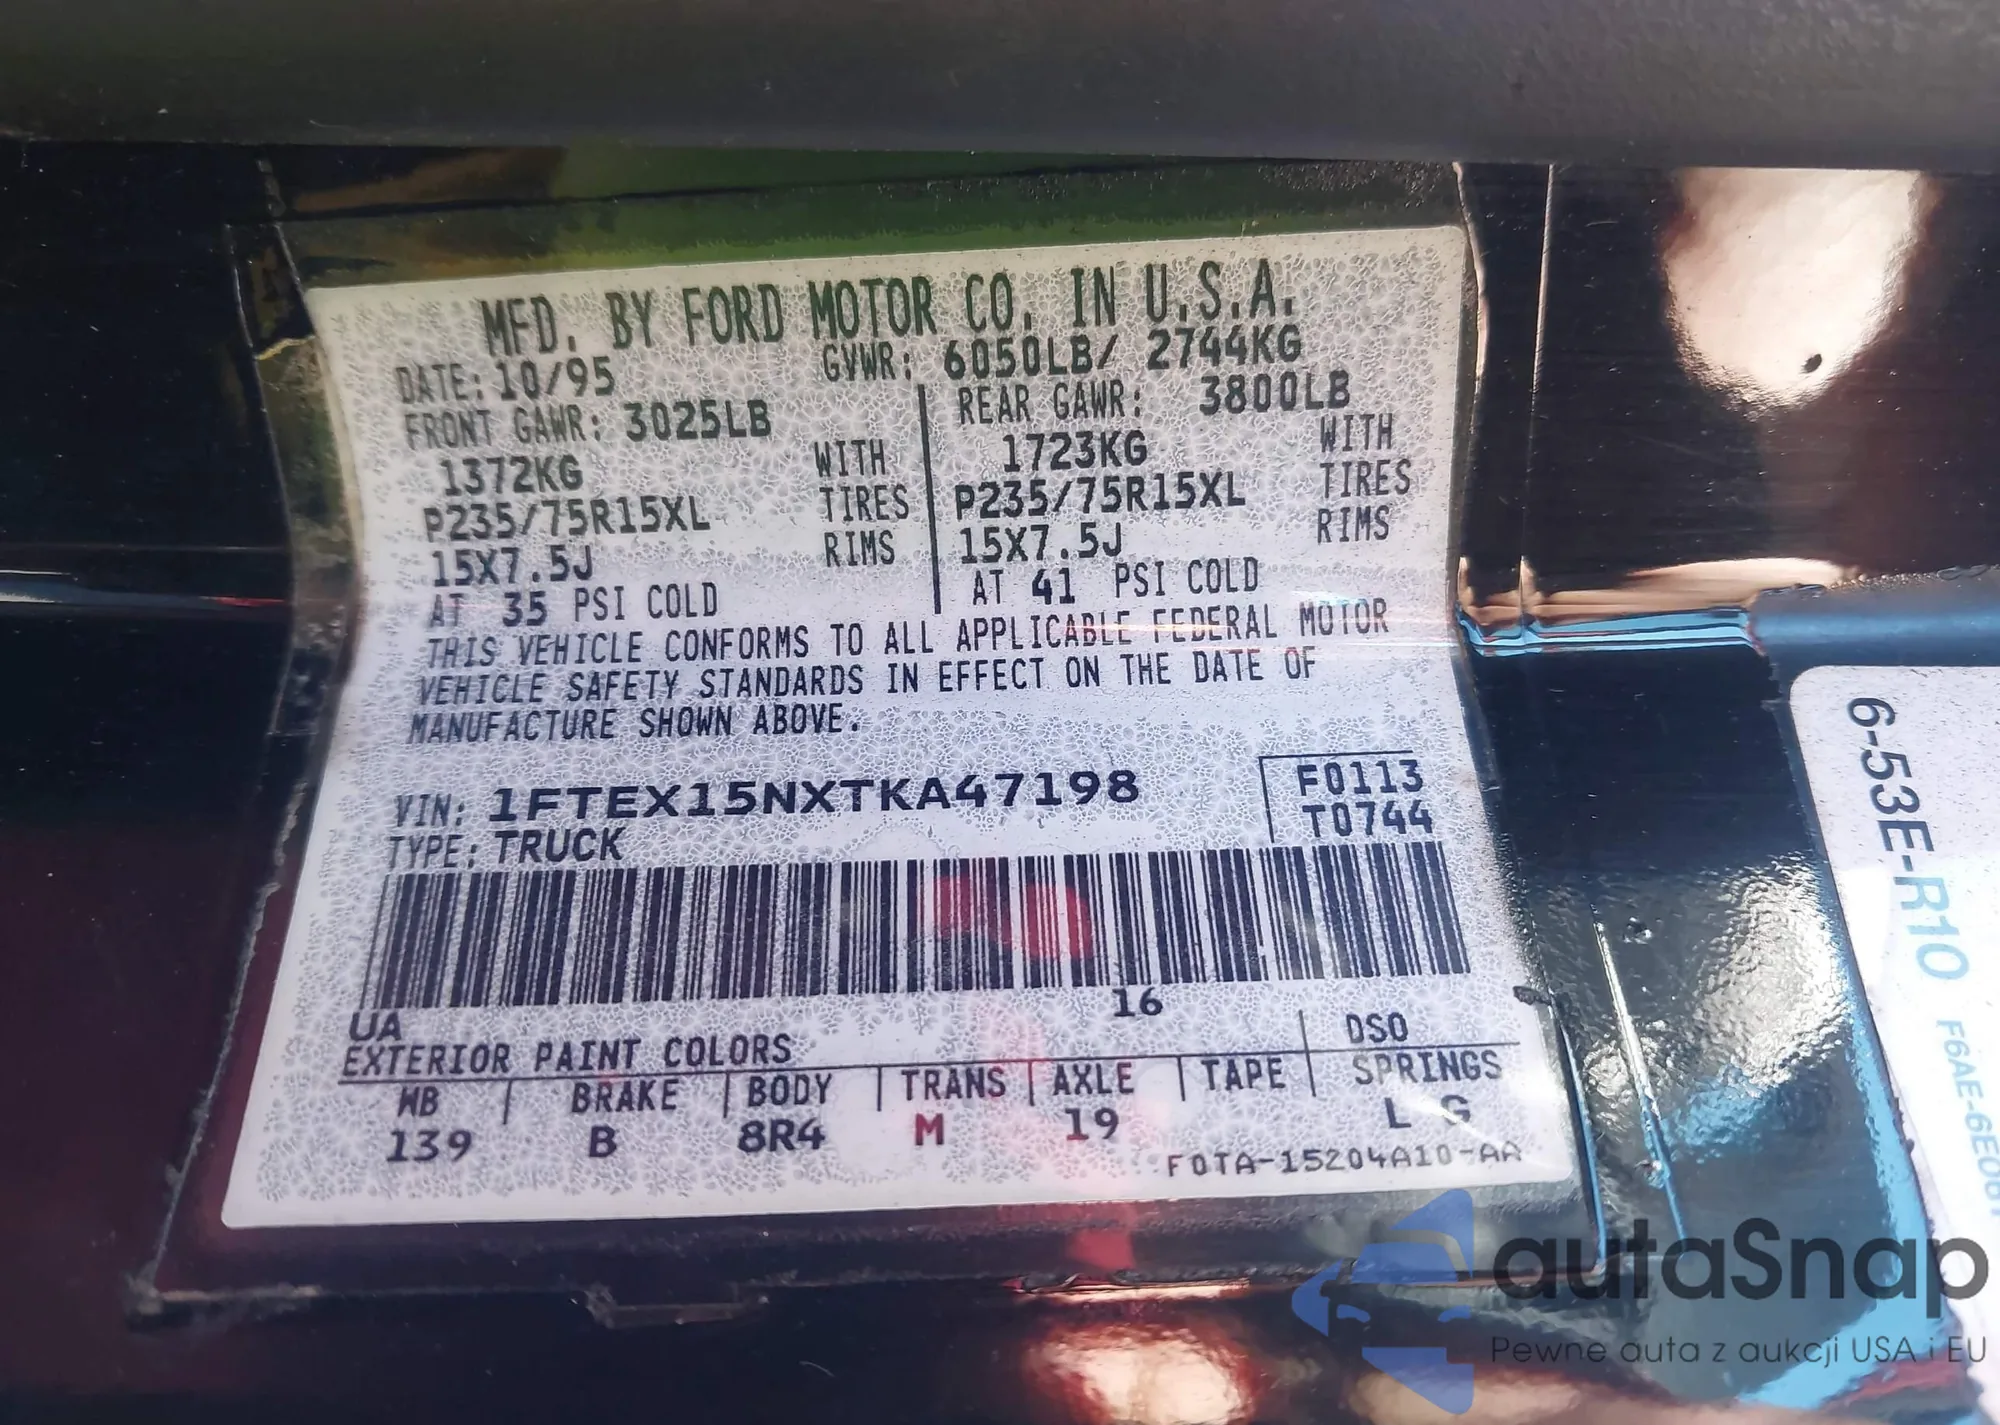 MFD. BY FORD MOTOR CO. IN U.S.A.
DATE: 10/95 GVWR: 6050LB/ 2744KG
FRONT GAWR: 3025LB REAR GAWR: 3800LB
1372KG WITH 1723KG WITH
P235/75R15XL TIRES P235/75R15XL TIRES
15X7.5J RIMS 15X7.5J RIMS
AT 35 PSI COLD AT 41 PSI COLD
THIS VEHICLE CONFORMS TO ALL APPLICABLE FEDERAL MOTOR
VEHICLE SAFETY STANDARDS IN EFFECT ON THE DATE OF
MANUFACTURE SHOWN ABOVE.
VIN: 1FTEX15NXTKA47198 F0113
TYPE: TRUCK T0744
16
UA DSO
EXTERIOR PAINT COLORS
WB BRAKE BODY TRANS AXLE TAPE SPRINGS
139 B 8R4 M 19 L G
F0TA-15204A10-AA
6-53E-R10
autaSnap
Pewne auta z aukcji USA i EU